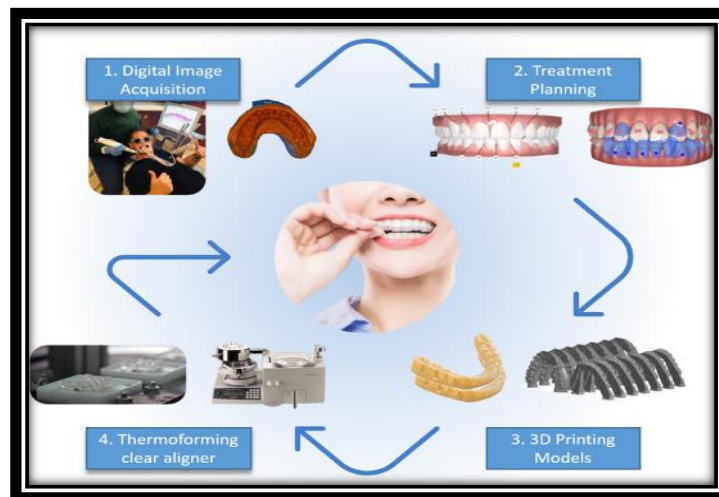 1. Digital Image
Acquisition
2. Treatment
Planning
3. 3D Printing
Models
4. Thermoforming
clear aligner